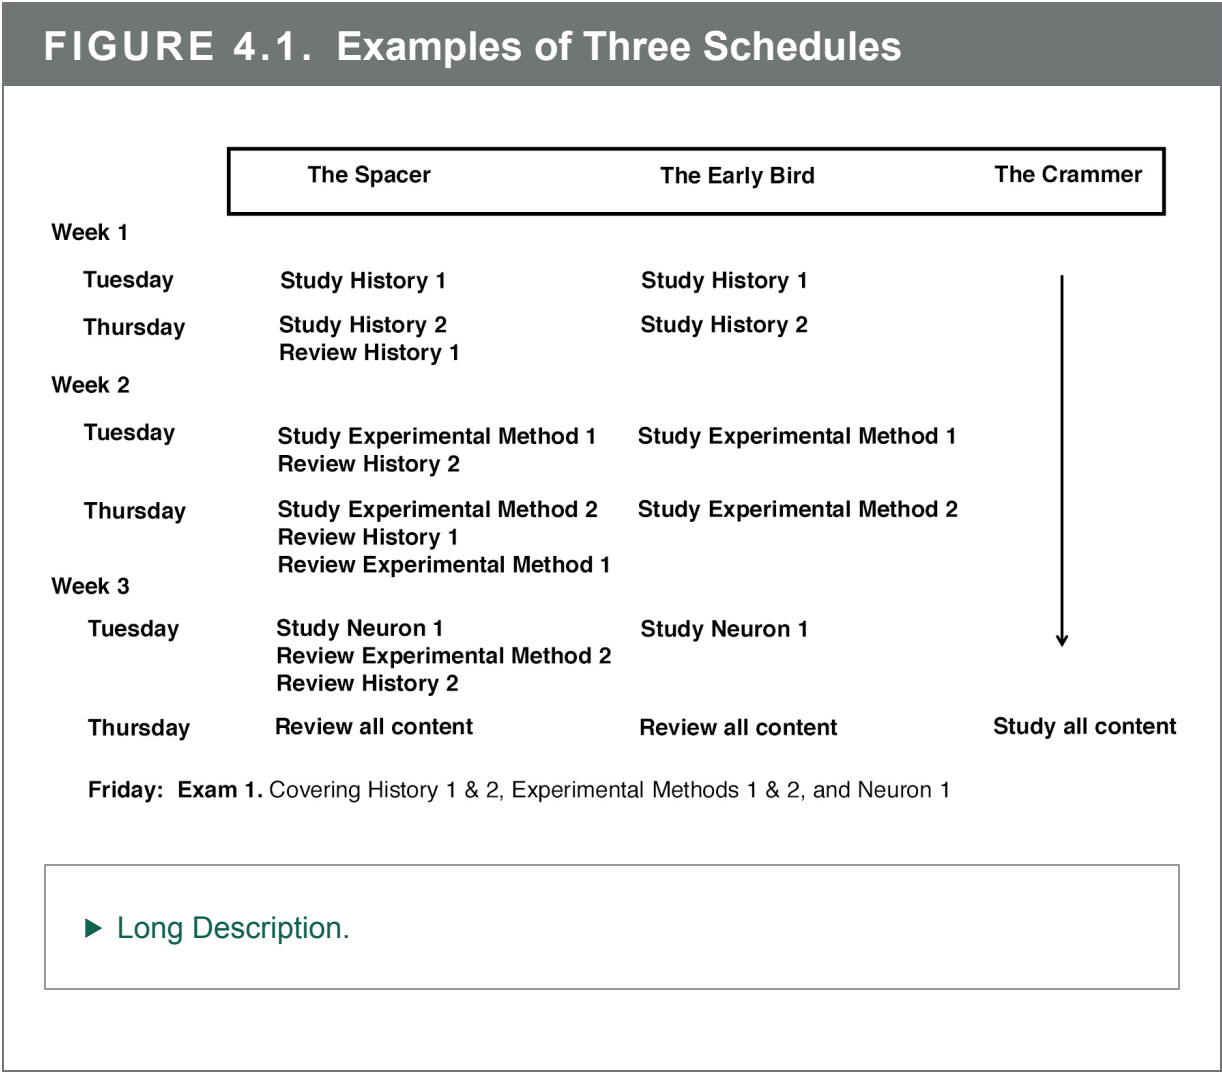 FIGURE 4.1. Examples of Three Schedules
The Spacer The Early Bird The Crammer
Week 1
Tuesday Study History 1 Study History 1
Thursday Study History 2 Study History 2
Review History 1
Week 2
Tuesday Study Experimental Method 1 Study Experimental Method 1
Review History 2
Thursday Study Experimental Method 2 Study Experimental Method 2
Review History 1
Review Experimental Method 1
Week 3
Tuesday Study Neuron 1 Study Neuron 1
Review Experimental Method 2
Review History 2
Thursday Review all content Review all content Study all content
Friday: Exam 1. Covering History 1 & 2, Experimental Methods 1 & 2, and Neuron 1
Long Description.